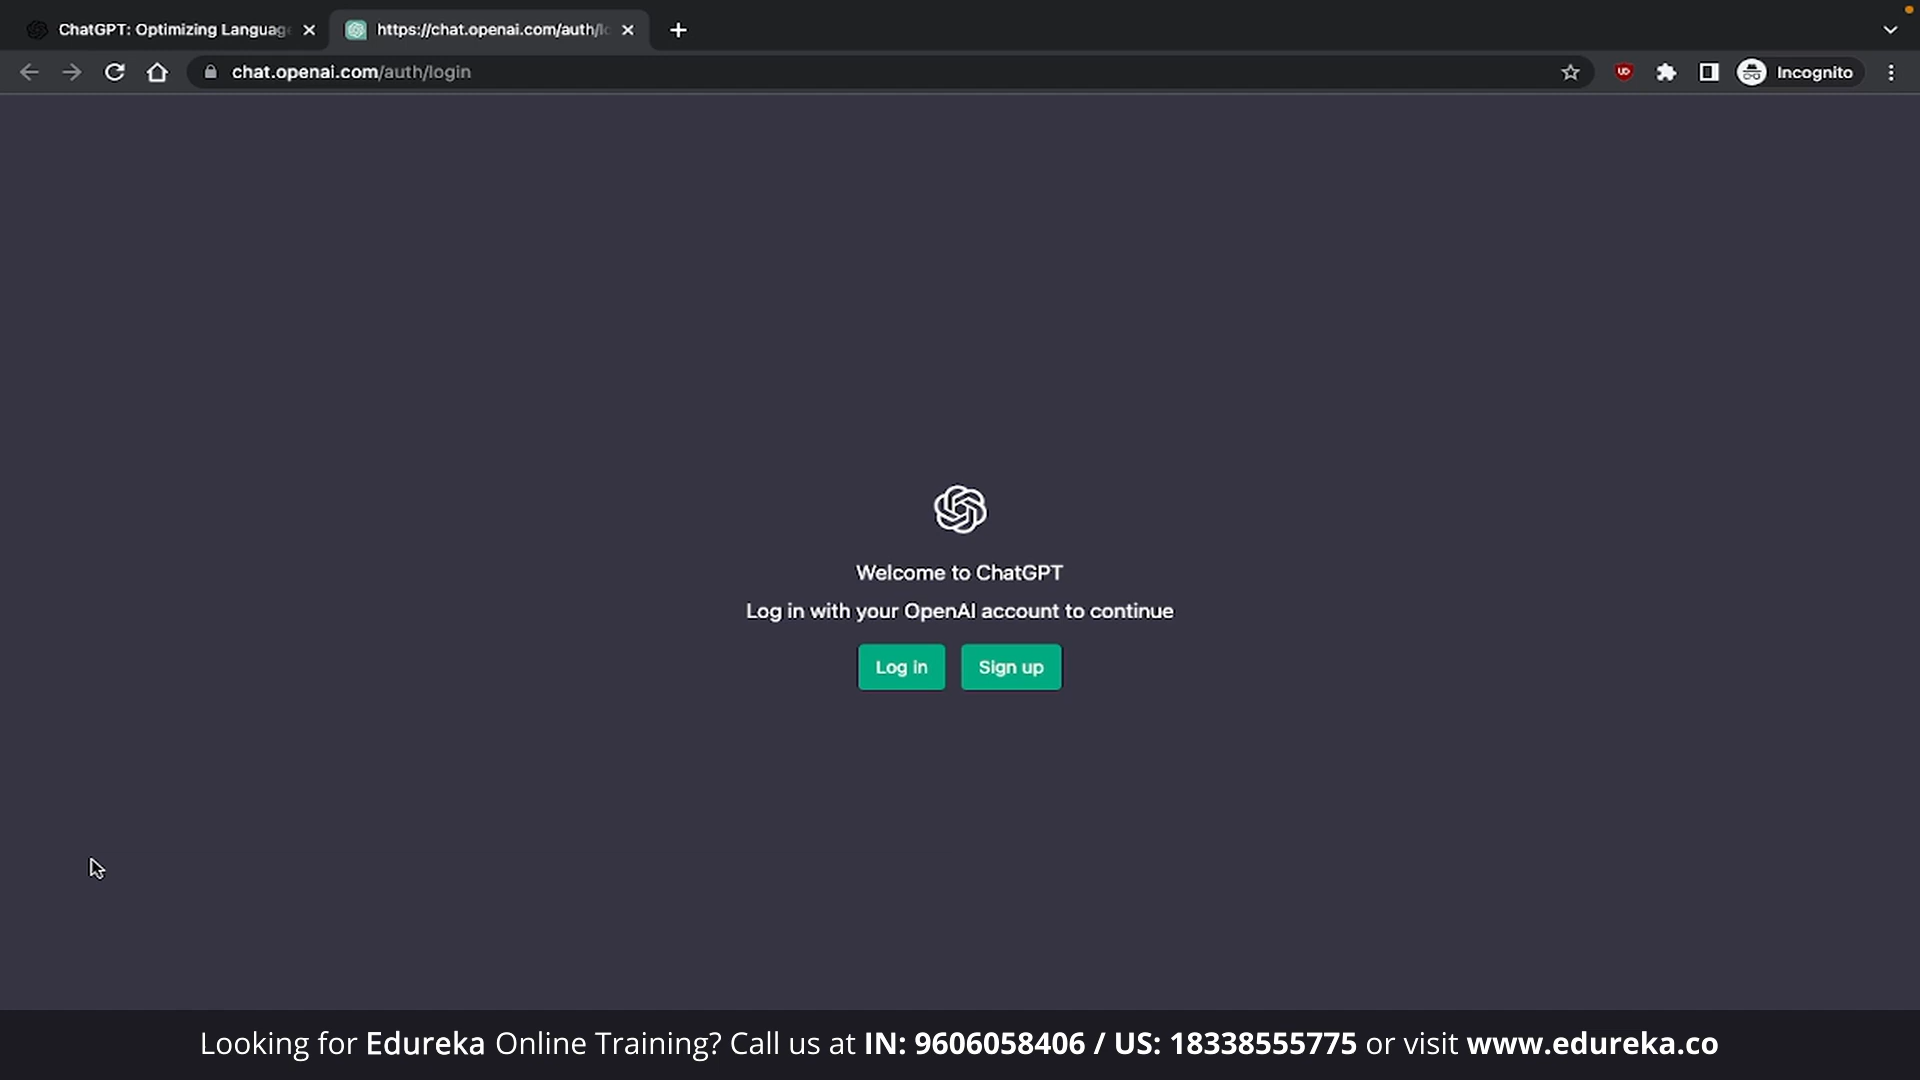 ChatGPT: Optimizing Language
https://chat.openai.com/auth/lo
chat.openai.com/auth/login
Incognito
Welcome to ChatGPT
Log in with your OpenAI account to continue
Log in
Sign up
Looking for Edureka Online Training? Call us at IN: 9606058406 / US: 18338555775 or visit www.edureka.co